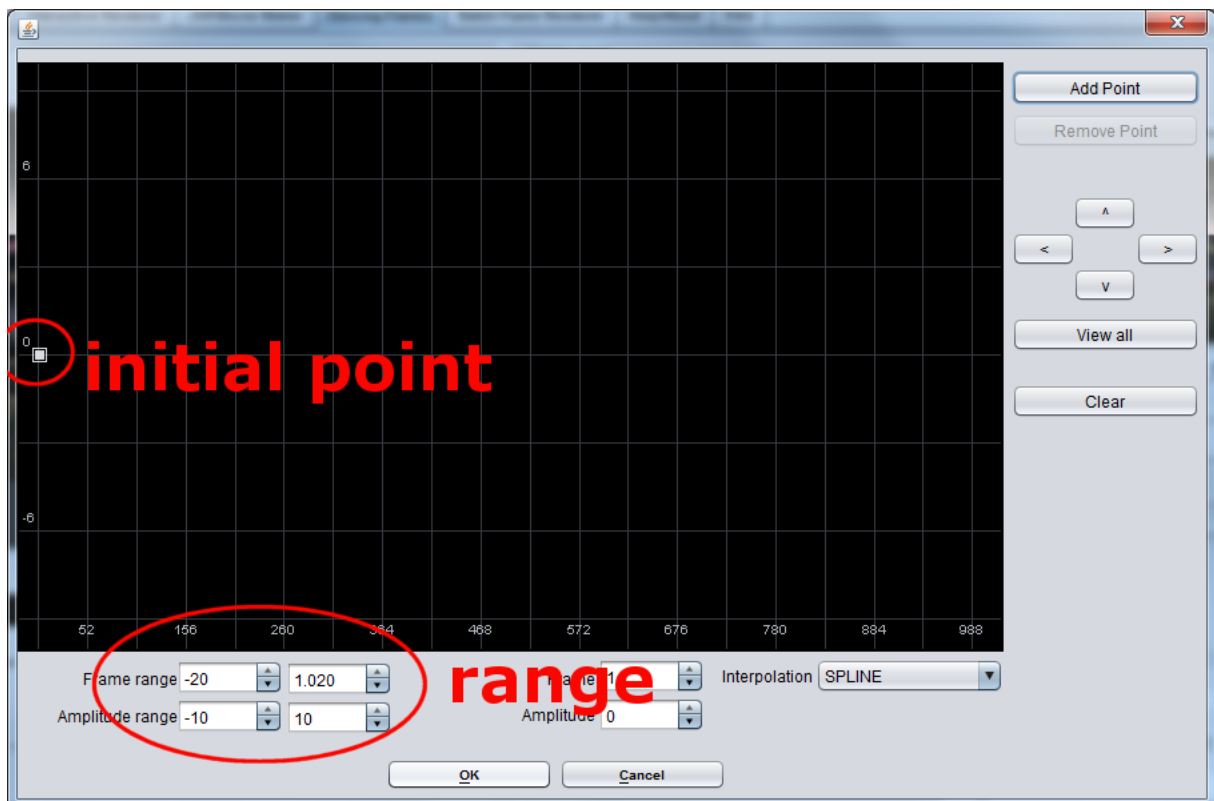 X
Add Point
Remove Point
6
^
< >
v
0
View all
initial point
Clear
-6
52 156 260 364 468 572 676 780 884 988
Frame range -20 1.020 range Frame 1 Interpolation SPLINE
Amplitude range -10 10 Amplitude 0
OK Cancel